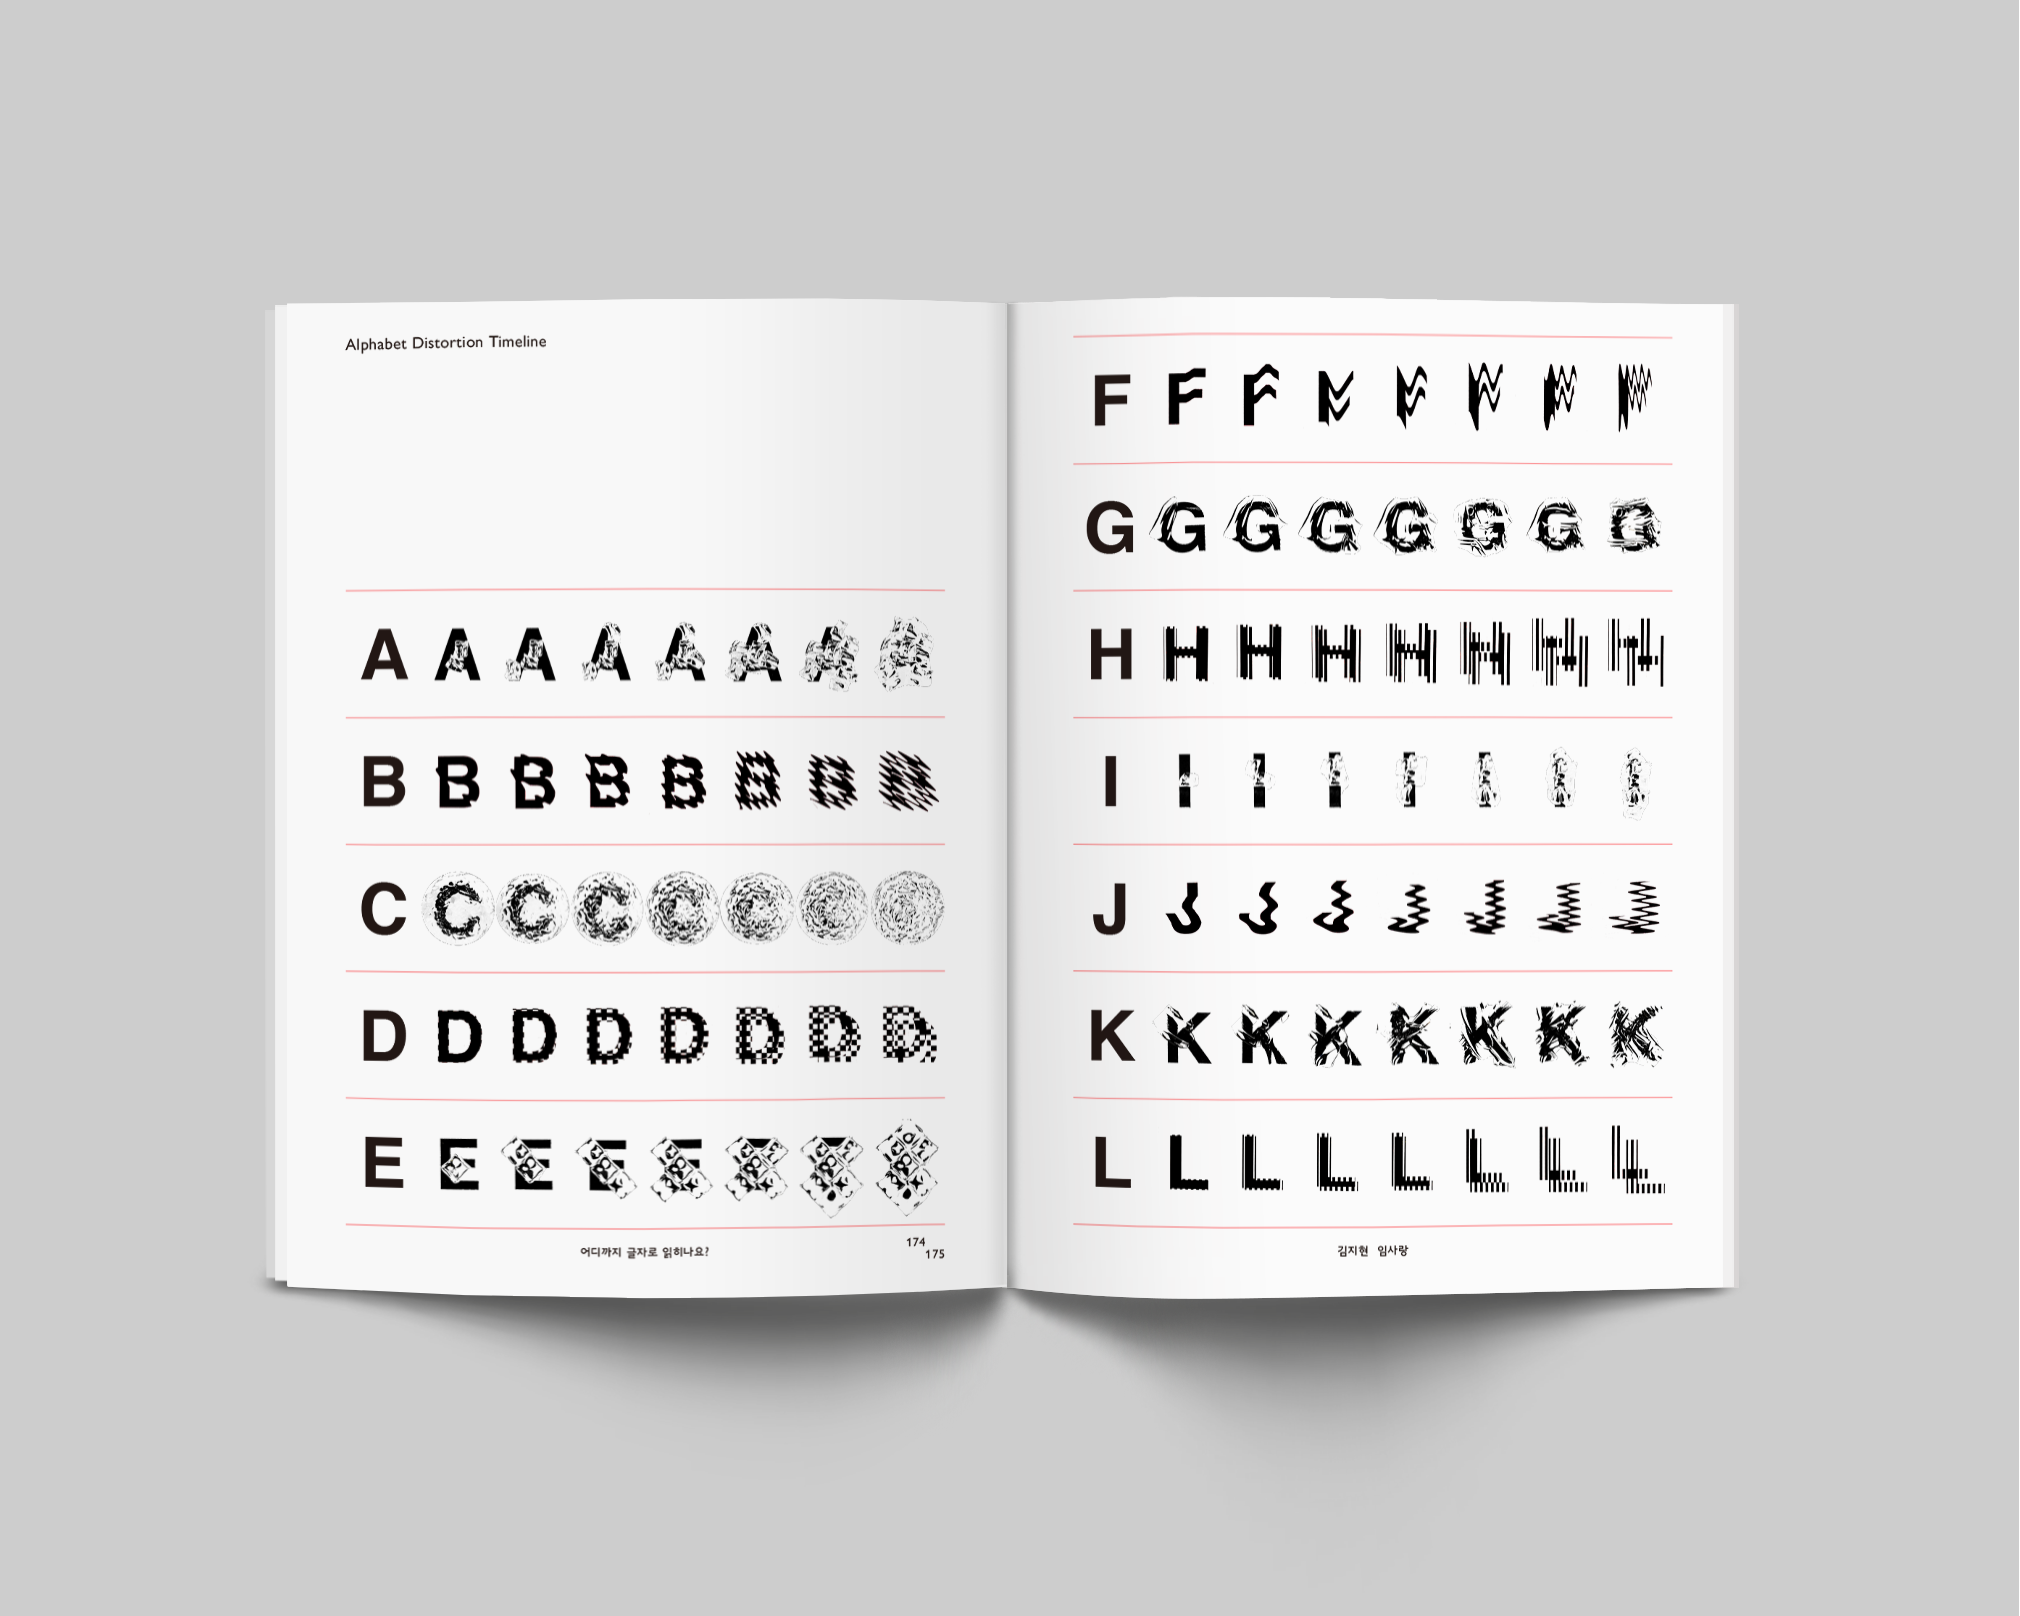 Alphabet Distortion Timeline
A A A A A A A A
B B B B B B B
C C C C C
D D D D D D D D
E E E E E
어디까지 글자로 읽히나요?
174
175
F F F F F F F F
G G G G G G G G
H H H H H H H
I I I I I I I I
J J J J J J J J
K K K K K K K K
L L L L L L L L
김지현 임사랑